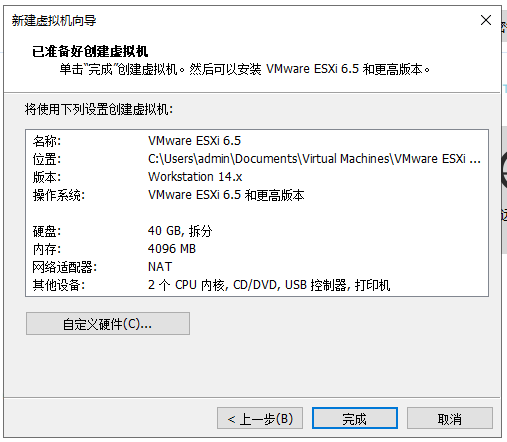 新建虚拟机向导
已准备好创建虚拟机
单击“完成”创建虚拟机。然后可以安装 VMware ESXi 6.5 和更高版本。
将使用下列设置创建虚拟机:
名称: VMware ESXi 6.5
位置: C:\Users\admin\Documents\Virtual Machines\VMware ESXi ...
版本: Workstation 14.x
操作系统: VMware ESXi 6.5 和更高版本
硬盘: 40 GB, 拆分
内存: 4096 MB
网络适配器: NAT
其他设备: 2 个 CPU 内核, CD/DVD, USB 控制器, 打印机
自定义硬件(C)...
< 上一步(B) 完成 取消